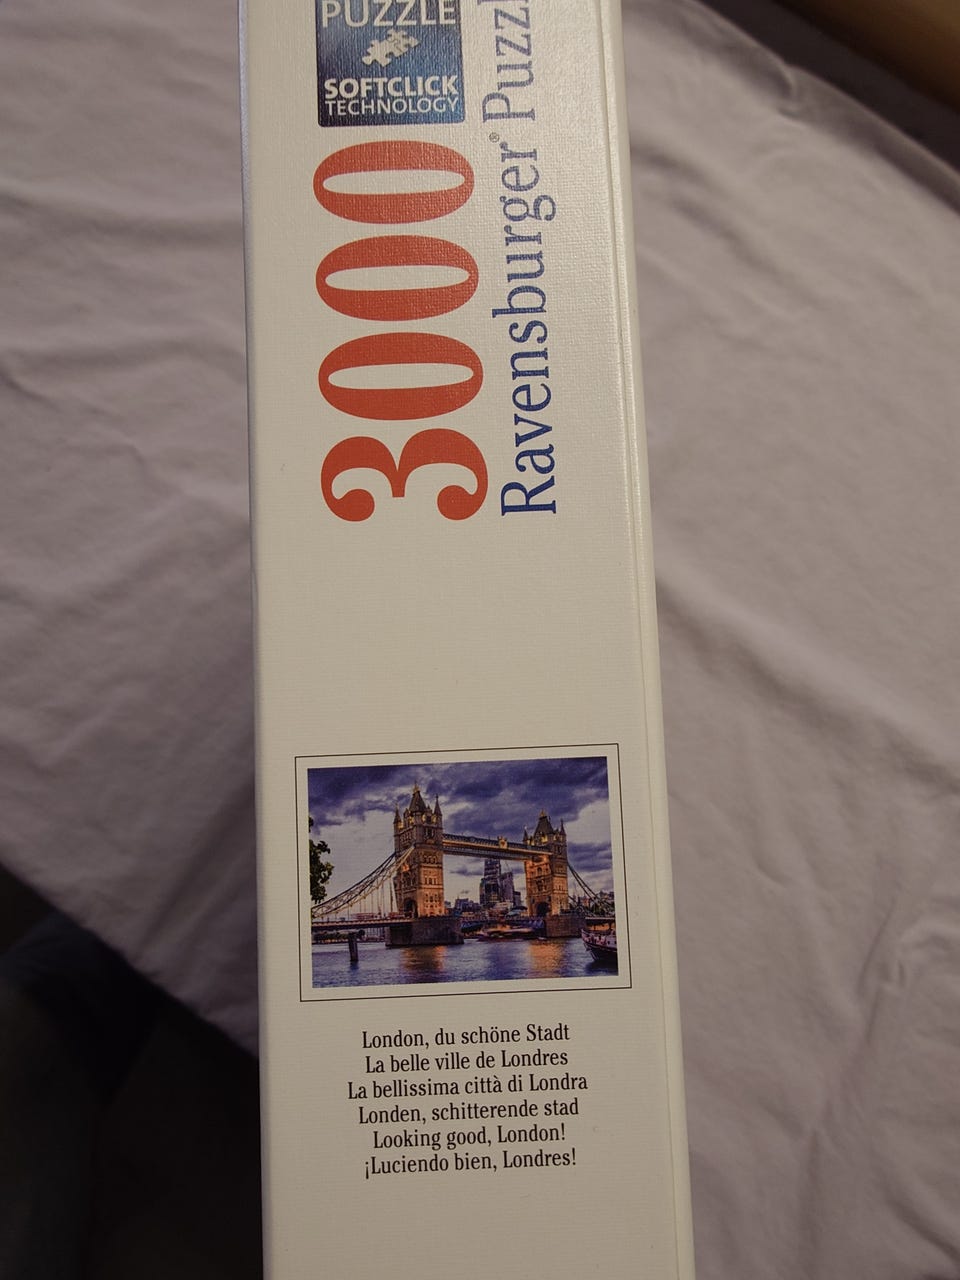 PUZZLE
SOFTCLICK
TECHNOLOGY
3000
Ravensburger® Puzzl
London, du schöne Stadt
La belle ville de Londres
La bellissima città di Londra
Londen, schitterende stad
Looking good, London!
¡Luciendo bien, Londres!